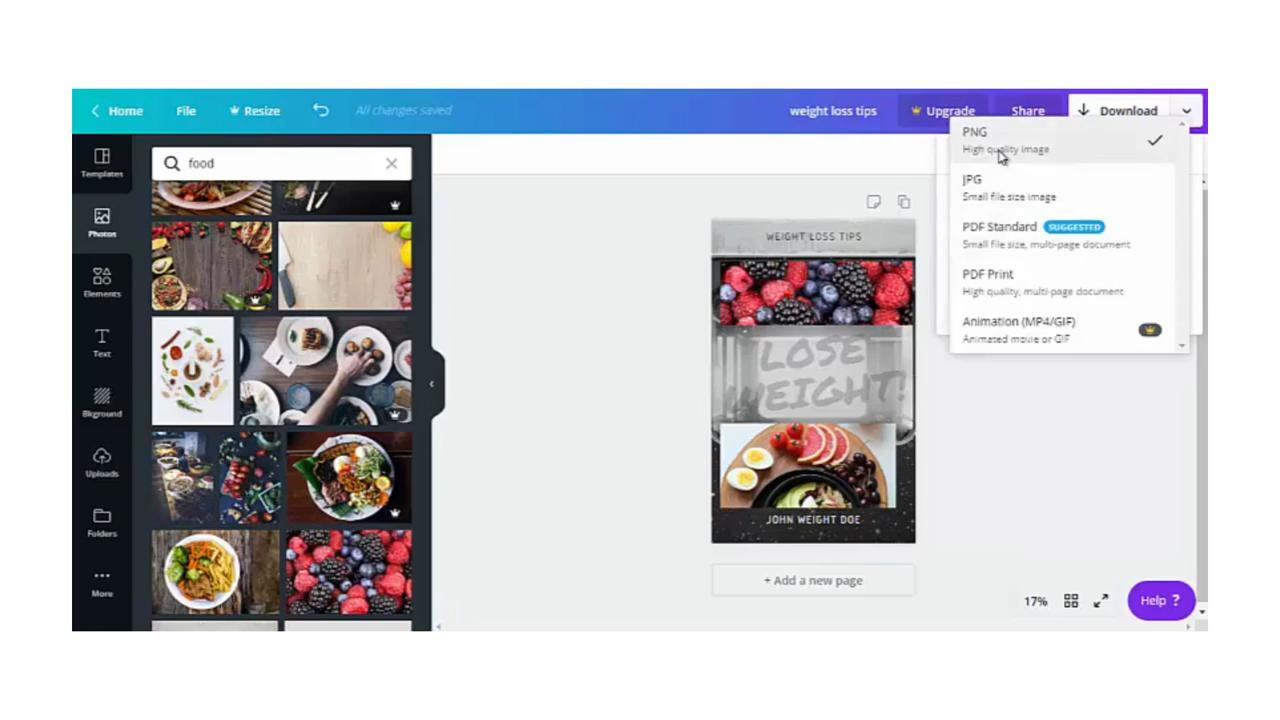 Home
File
Resize
All changes saved
weight loss tips
Upgrade
Share
Download
Templates
Photos
Elements
Text
Bkground
Uploads
Folders
More
food
WEIGHT LOSS TIPS
LOSE
WEIGHT!
JOHN WEIGHT DOE
+ Add a new page
PNG
High quality image
JPG
Small file size image
PDF Standard SUGGESTED
Small file size, multi-page document
PDF Print
High quality, multi-page document
Animation (MP4/GIF)
Animated movie or GIF
17%
Help ?